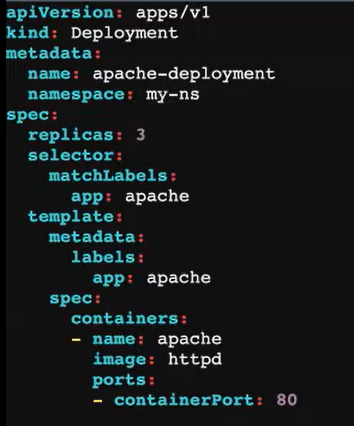 apiVersion: apps/v1
kind: Deployment
metadata:
  name: apache-deployment
  namespace: my-ns
spec:
  replicas: 3
  selector:
    matchLabels:
      app: apache
  template:
    metadata:
      labels:
        app: apache
    spec:
      containers:
      - name: apache
        image: httpd
        ports:
        - containerPort: 80